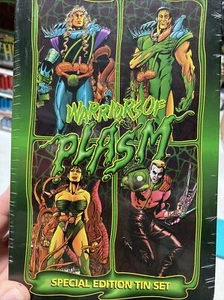 WARRIORS OF
PLASM
SPECIAL EDITION TIN SET